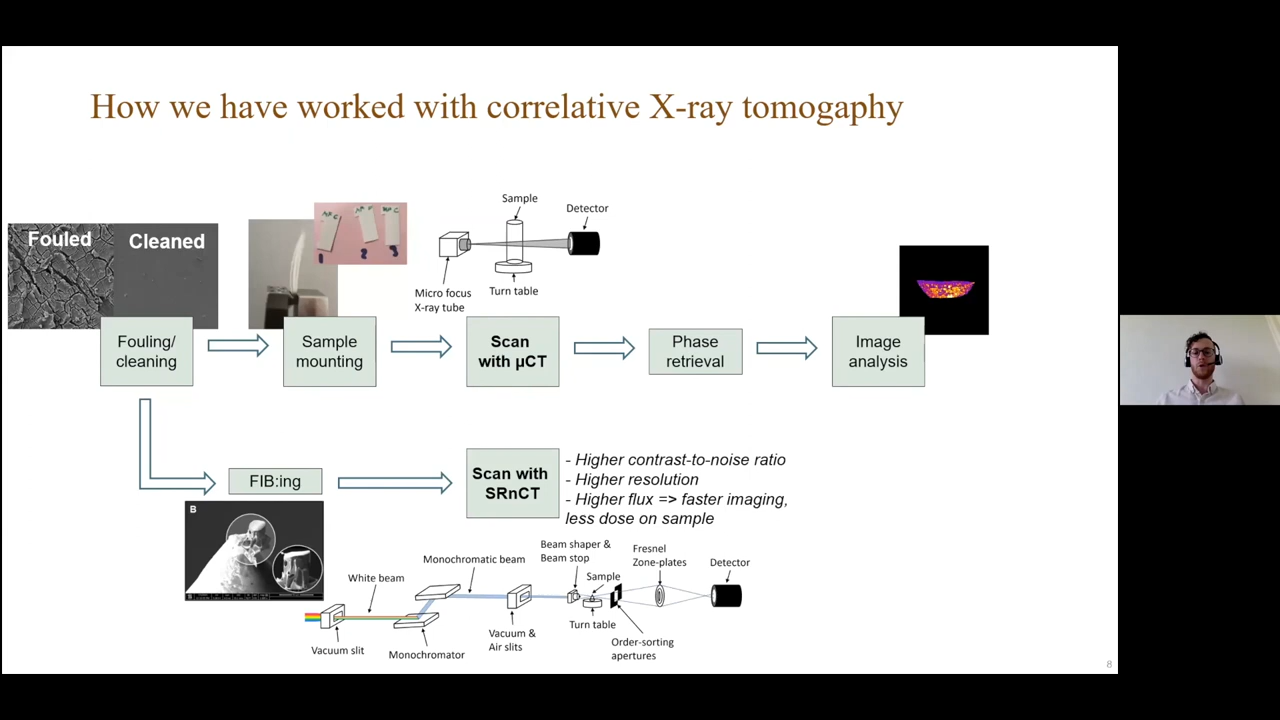 How we have worked with correlative X-ray tomogaphy
Fouled
Cleaned
Sample
Detector
Micro focus
X-ray tube
Turn table
Fouling/
cleaning
Sample
mounting
Scan
with µCT
Phase
retrieval
Image
analysis
FIB:ing
Scan with
SRnCT
- Higher contrast-to-noise ratio
- Higher resolution
- Higher flux => faster imaging,
less dose on sample
B
White beam
Monochromatic beam
Beam shaper &
Beam stop
Sample
Fresnel
Zone-plates
Detector
Vacuum slit
Monochromator
Vacuum &
Air slits
Turn table
Order-sorting
apertures
8